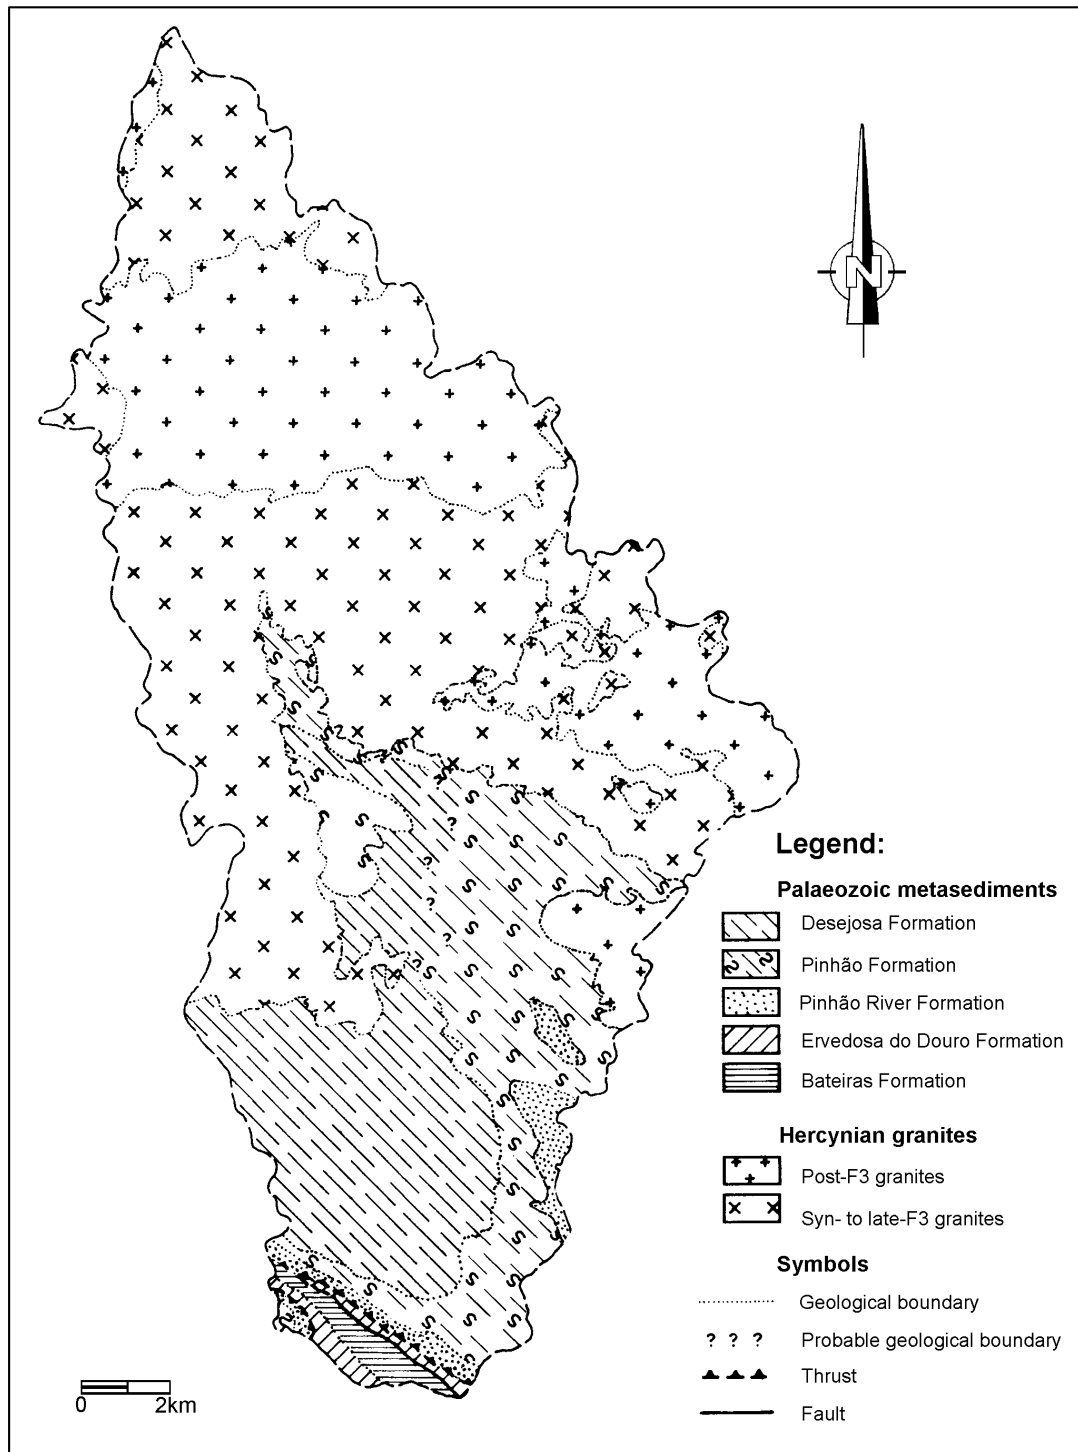 N
Legend:
Palaeozoic metasediments
Desejosa Formation
Pinhão Formation
Pinhão River Formation
Ervedosa do Douro Formation
Bateiras Formation
Hercynian granites
Post-F3 granites
Syn- to late-F3 granites
Symbols
Geological boundary
? ? ? Probable geological boundary
Thrust
Fault
0 2km